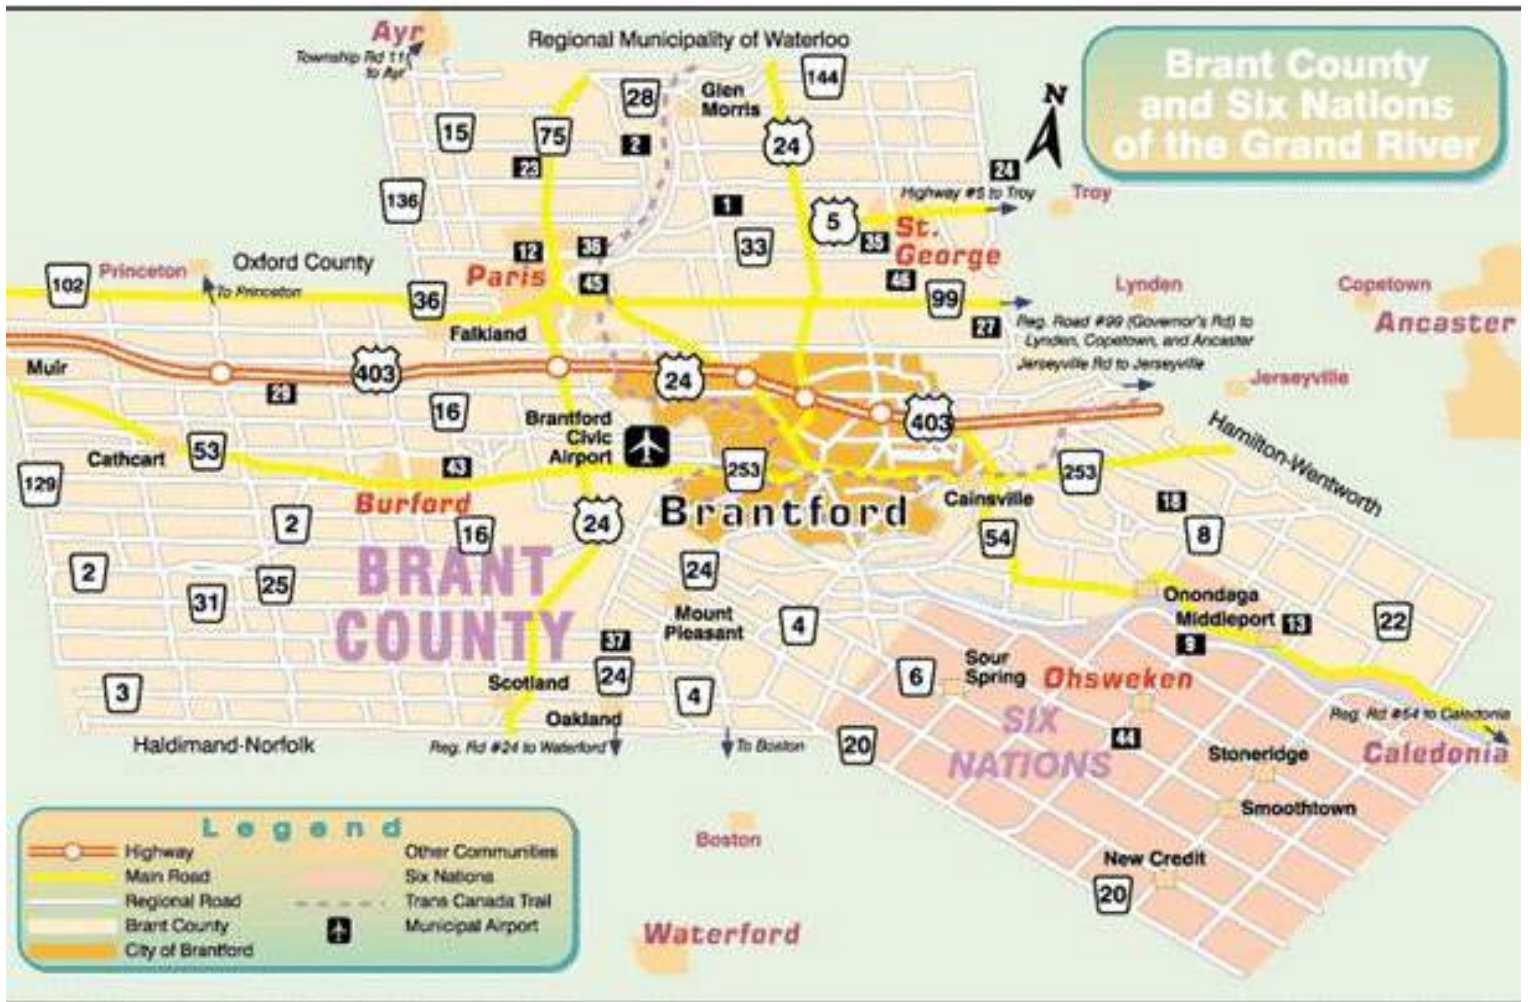 Ayr
Regional Municipality of Waterloo
Township Rd 11
to Ayr
Brant County
and Six Nations
of the Grand River
N
144
28
Glen
Morris
15
75
2
24
23
24
136
Highway #5 to Troy
Troy
1
5
St.
George
35
33
12
36
Paris
Princeton
Oxford County
102
To Princeton
36
45
46
99
Lynden
Copetown
Ancaster
27
Reg. Road #99 (Governor's Rd) to
Lynden, Copetown, and Ancaster
Falkland
Jerseyville Rd to Jerseyville
Jerseyville
Muir
403
24
29
16
Brantford
Civic
Airport
403
Hamilton-Wentworth
Cathcart
53
43
253
253
129
Burford
Brantford
Cainsville
18
2
16
24
54
8
BRANT
COUNTY
2
25
31
24
Mount
Pleasant
4
Onondaga
Middleport
13
22
9
37
6
Sour
Spring
Ohsweken
3
Scotland
24
4
SIX
NATIONS
Oakland
Reg. Rd #54 to Caledonia
Haldimand-Norfolk
Reg. Rd #24 to Waterford
To Boston
20
44
Stoneridge
Caledonia
Smoothtown
Legend
Highway
Main Road
Regional Road
Brant County
City of Brantford
Other Communities
Six Nations
Trans Canada Trail
Municipal Airport
Boston
New Credit
20
Waterford